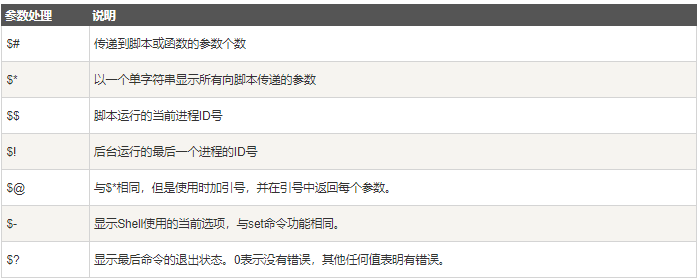 参数处理 说明
$# 传递到脚本或函数的参数个数
$* 以一个单字符串显示所有向脚本传递的参数
$$ 脚本运行的当前进程ID号
$! 后台运行的最后一个进程的ID号
$@ 与$*相同，但是使用时加引号，并在引号中返回每个参数。
$- 显示Shell使用的当前选项，与set命令功能相同。
$? 显示最后命令的退出状态。0表示没有错误，其他任何值表明有错误。